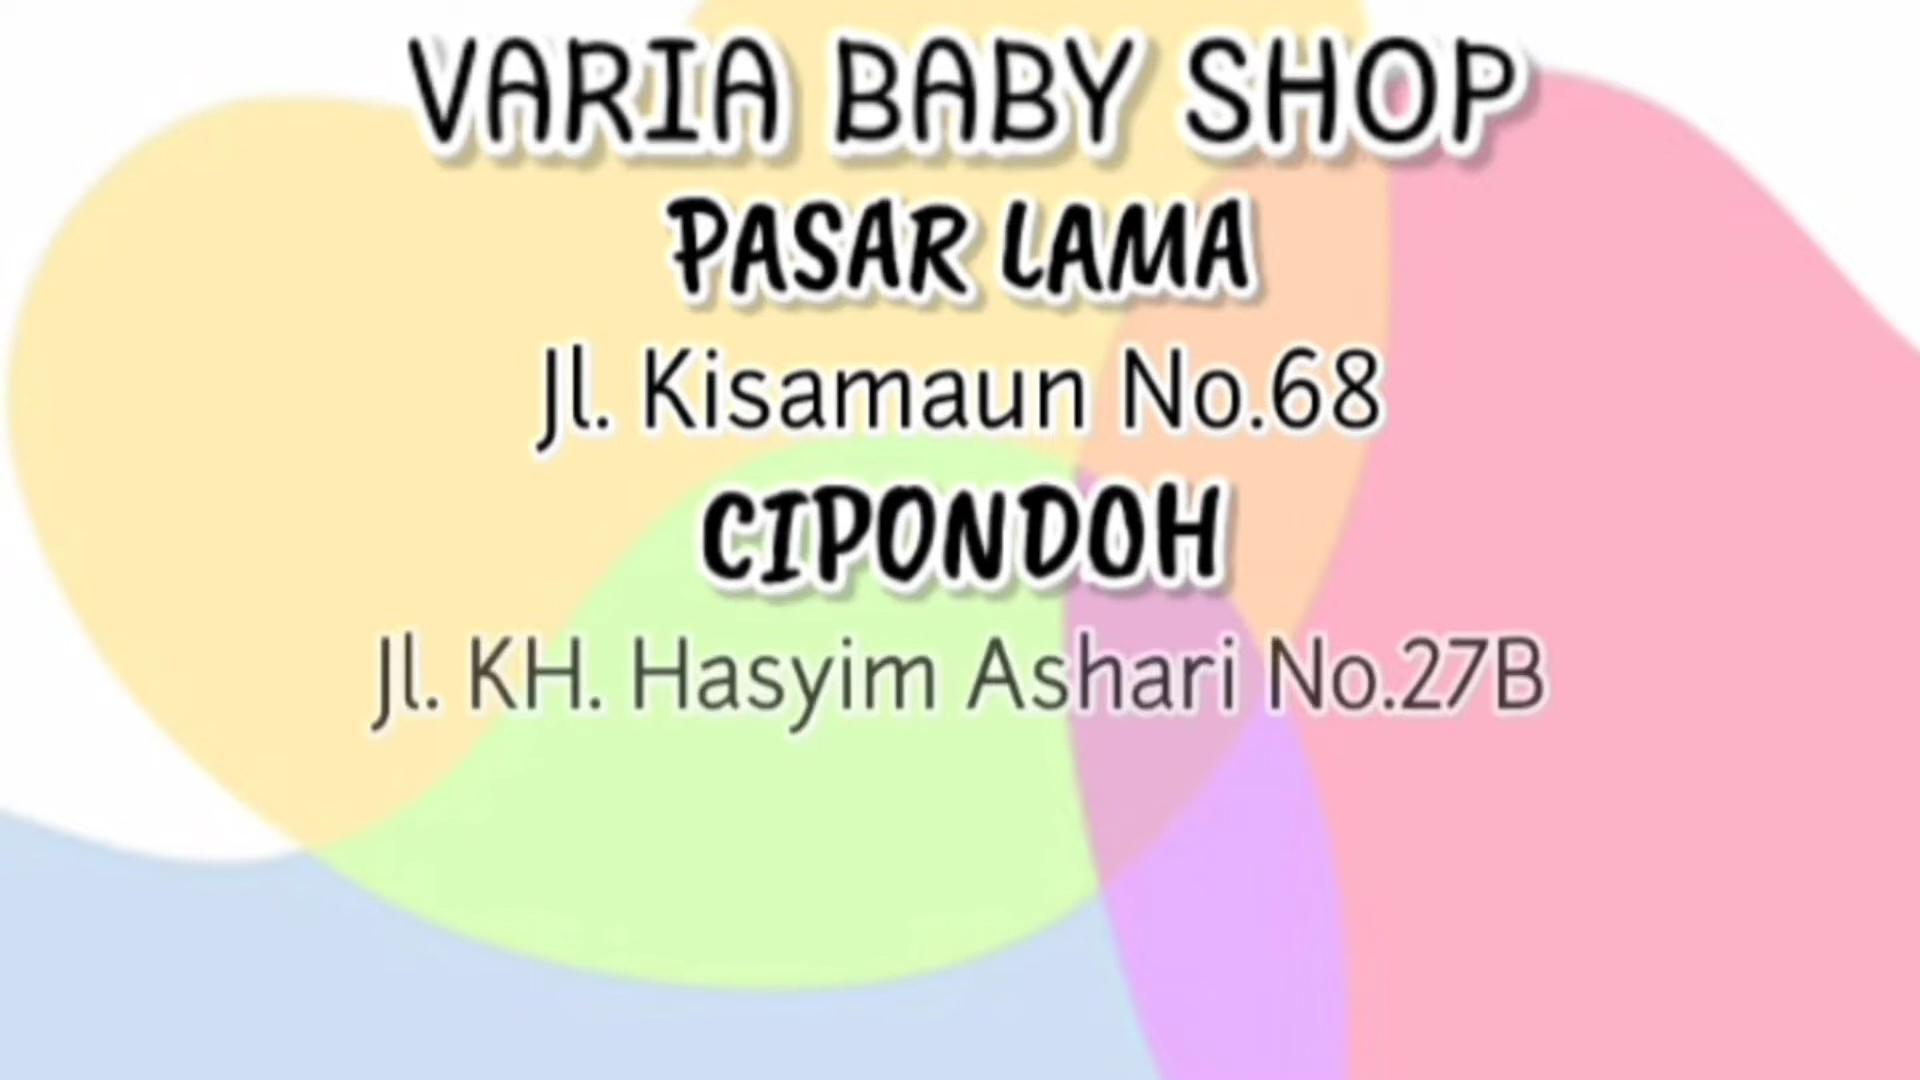 VARIA BABY SHOP
PASAR LAMA
Jl. Kisamaun No.68
CIPONDOH
Jl. KH. Hasyim Ashari No.27B